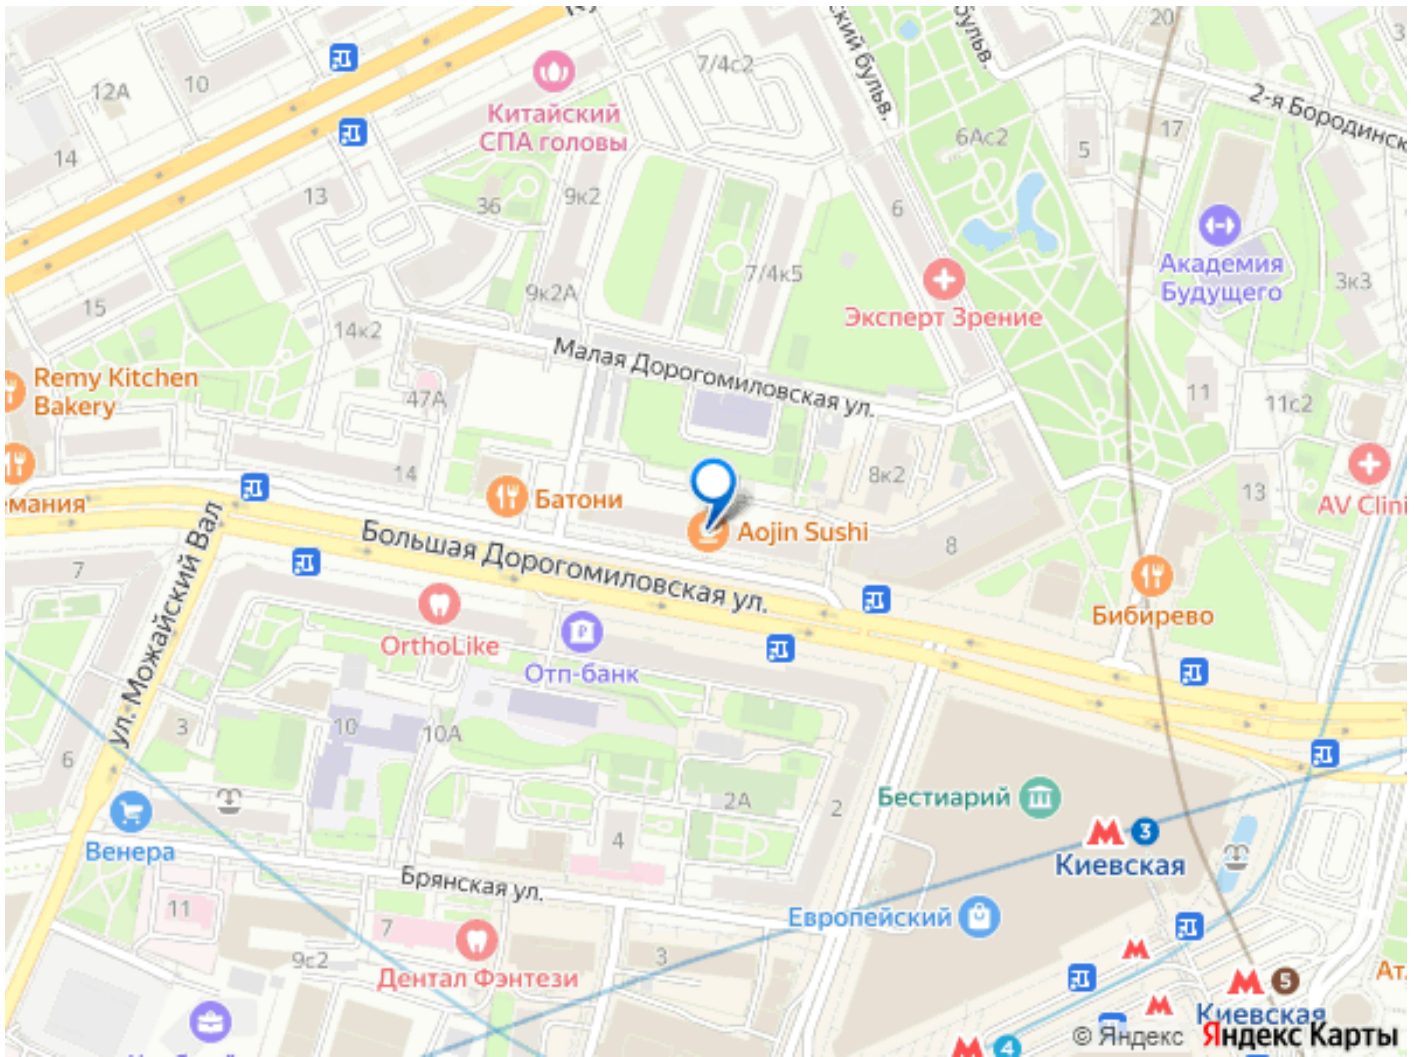 20
7/4с2
10
12А
Китайский
СПА головы
2-я Бородинск
14
6Ас2
17
5
13
36
9к2
6
Академия
Будущего
7/4к5
3к3
15
9к2А
Эксперт Зрение
14к2
Малая Дорогомиловская ул.
Remy Kitchen
Bakery
47А
11
11с2
14
8к2
13
AV Clini
Батони
мания
Большая Дорогомиловская ул.
Aojin Sushi
8
ул. Можайский Вал
7
Бибирево
OrthoLike
₽
Отп-банк
3
10
10А
6
2А
2
Бестиарий
4
М 3
Киевская
Венера
Брянская ул.
11
7
Европейский
9с2
3
Дентал Фэнтези
М
М 5
Киевская
М
М 4
Ат.
© Яндекс Яндекс Карты